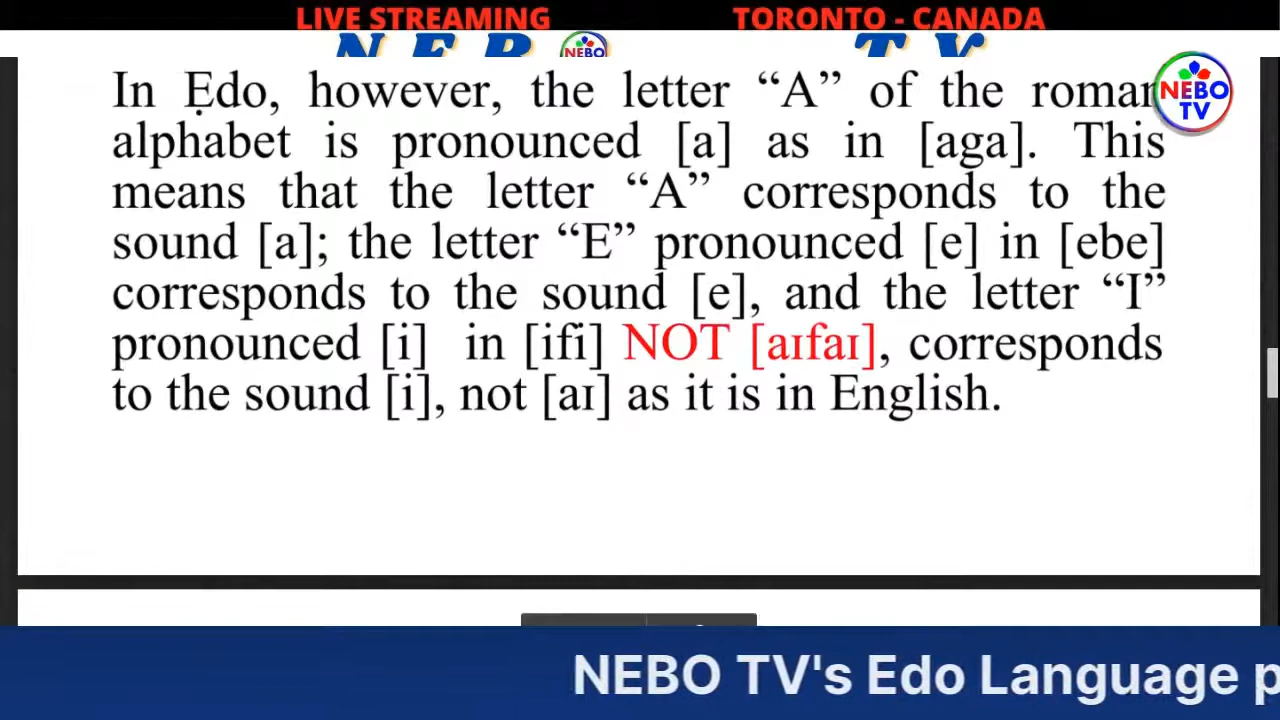 LIVE STREAMING TORONTO - CANADA
NEBO TV
NEBO
In Ẹdo, however, the letter “A” of the roman
alphabet is pronounced [a] as in [aga]. This
means that the letter “A” corresponds to the
sound [a]; the letter “E” pronounced [e] in [ebe]
corresponds to the sound [e], and the letter “I”
pronounced [i] in [ifi] NOT [aɪfaɪ], corresponds
to the sound [i], not [aɪ] as it is in English.
NEBO TV's Edo Language p